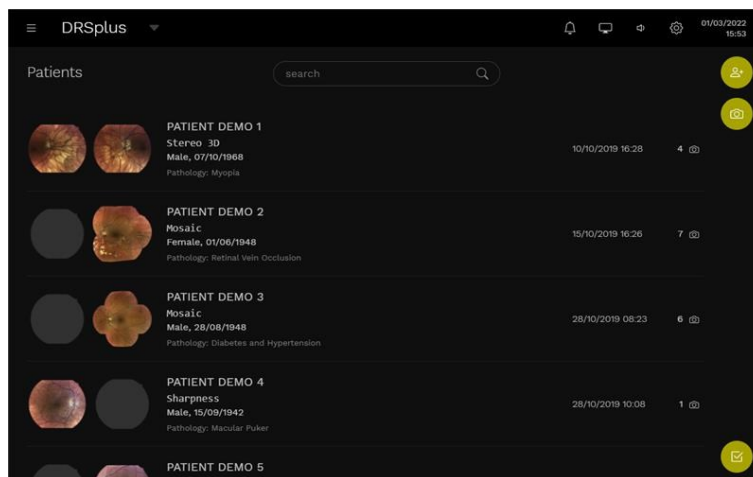 DRSplus
01/03/2022
15:53
Patients
search
PATIENT DEMO 1
Stereo 3D
Male, 07/10/1968
Pathology: Myopia
10/10/2019 16:28
4
PATIENT DEMO 2
Mosaic
Female, 01/06/1948
Pathology: Retinal Vein Occlusion
15/10/2019 16:26
7
PATIENT DEMO 3
Mosaic
Male, 28/08/1948
Pathology: Diabetes and Hypertension
28/10/2019 08:23
6
PATIENT DEMO 4
Sharpness
Male, 15/09/1942
Pathology: Macular Puker
28/10/2019 10:08
1
PATIENT DEMO 5